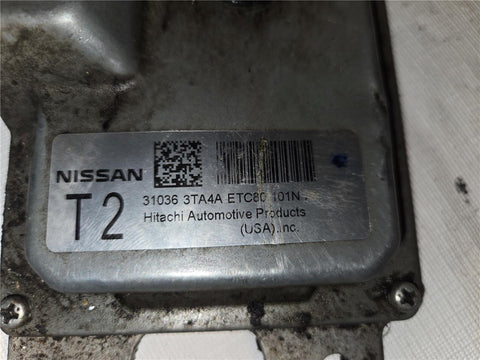 NISSAN
T2
31036 3TA4A ETC80-101N
Hitachi Automotive Products
(USA),Inc.